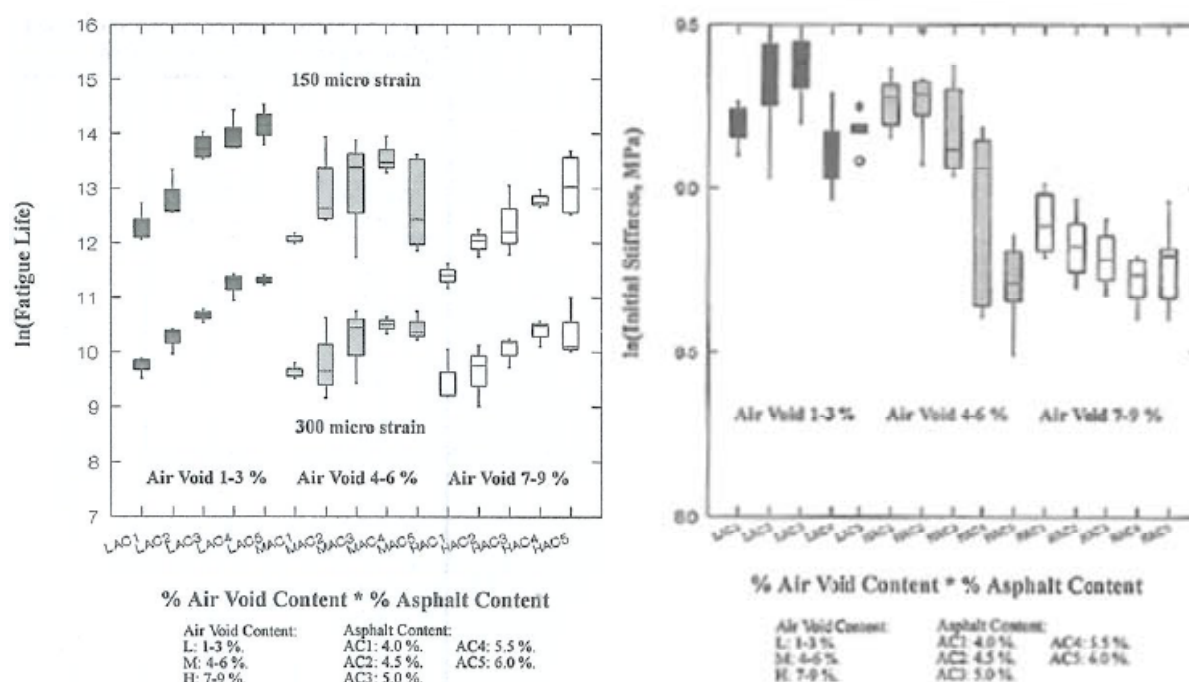 16
15
14
13
12
11
10
9
8
7
ln(Fatigue Life)
150 micro strain
300 micro strain
Air Void 1-3 %
Air Void 4-6 %
Air Void 7-9 %
LAC1
LAC2
LAC3
LAC4
LAC5
MAC1
MAC2
MAC3
MAC4
MAC5
HAC1
HAC2
HAC3
HAC4
HAC5
% Air Void Content * % Asphalt Content
Air Void Content:
L: 1-3 %.
M: 4-6 %.
H: 7-9 %.
Asphalt Content:
AC1: 4.0 %.
AC2: 4.5 %.
AC3: 5.0 %.
AC4: 5.5 %.
AC5: 6.0 %.
9.5
9.0
8.0
ln(Initial Stiffness, MPa)
Air Void 1-3 %
Air Void 4-6 %
Air Void 7-9 %
% Air Void Content * % Asphalt Content
Air Void Content:
L: 1-3 %.
M: 4-6 %.
H: 7-9 %.
Asphalt Content:
AC1: 4.0 %.
AC2: 4.5 %.
AC3: 5.0 %.
AC4: 5.5 %.
AC5: 6.0 %.